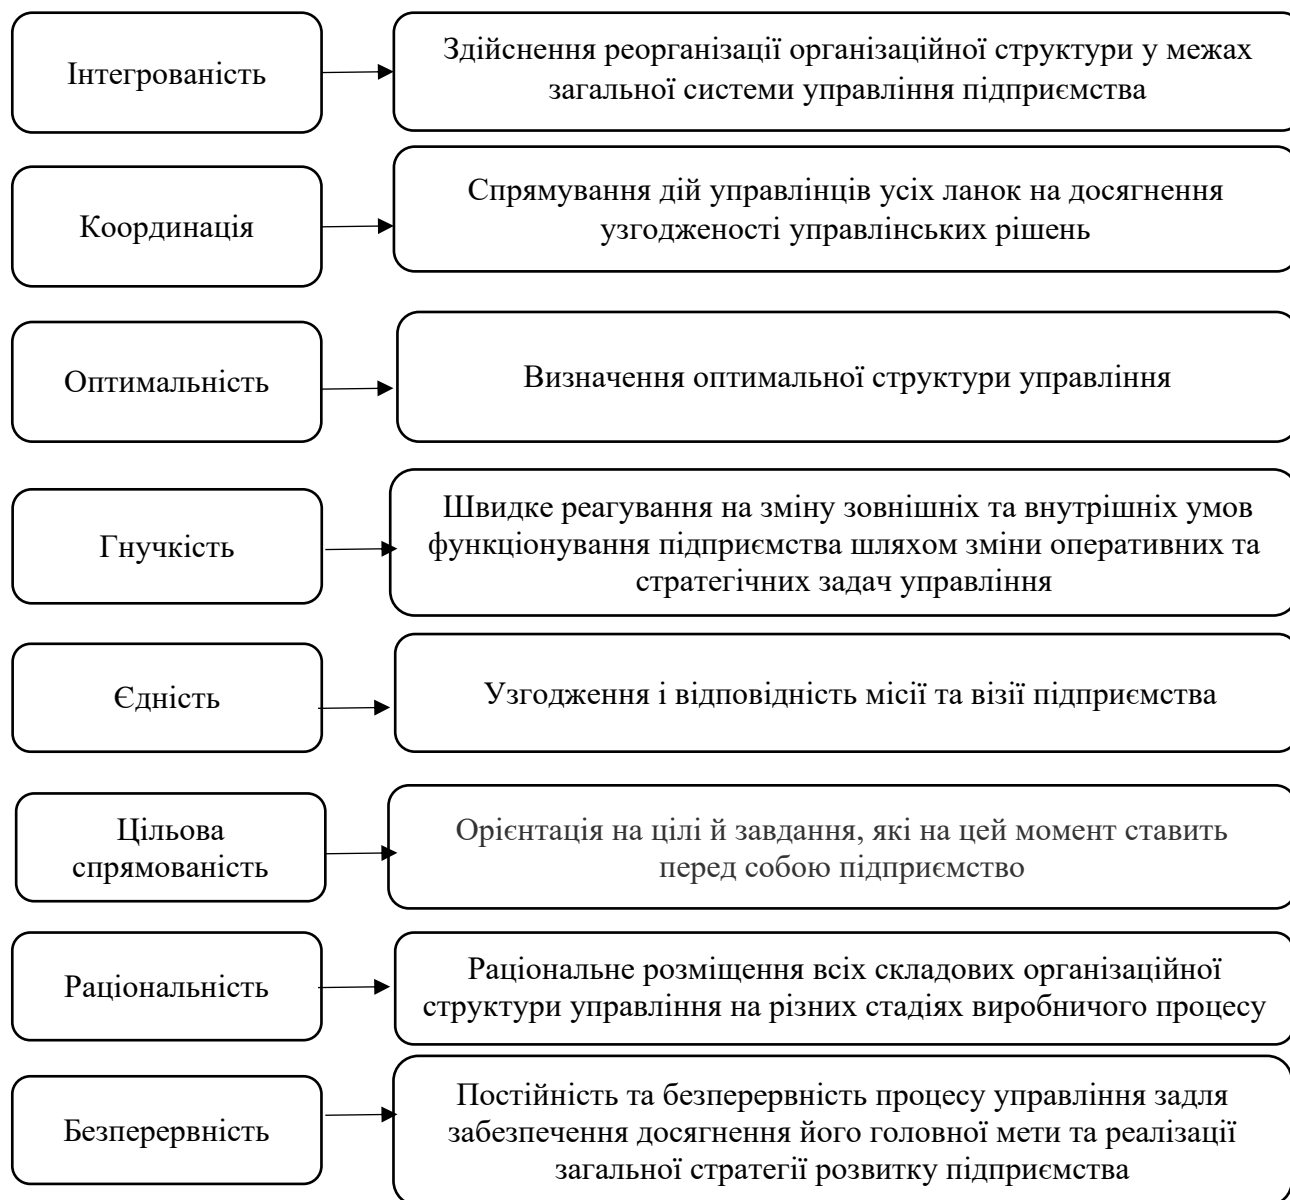 Інтегрованість
Здійснення реорганізації організаційної структури у межах
загальної системи управління підприємства
Координація
Спрямування дій управлінців усіх ланок на досягнення
узгодженості управлінських рішень
Оптимальність
Визначення оптимальної структури управління
Гнучкість
Швидке реагування на зміну зовнішніх та внутрішніх умов
функціонування підприємства шляхом зміни оперативних та
стратегічних задач управління
Єдність
Узгодження і відповідність місії та візії підприємства
Цільова
спрямованість
Орієнтація на цілі й завдання, які на цей момент ставить
перед собою підприємство
Раціональність
Раціональне розміщення всіх складових організаційної
структури управління на різних стадіях виробничого процесу
Безперервність
Постійність та безперервність процесу управління задля
забезпечення досягнення його головної мети та реалізації
загальної стратегії розвитку підприємства